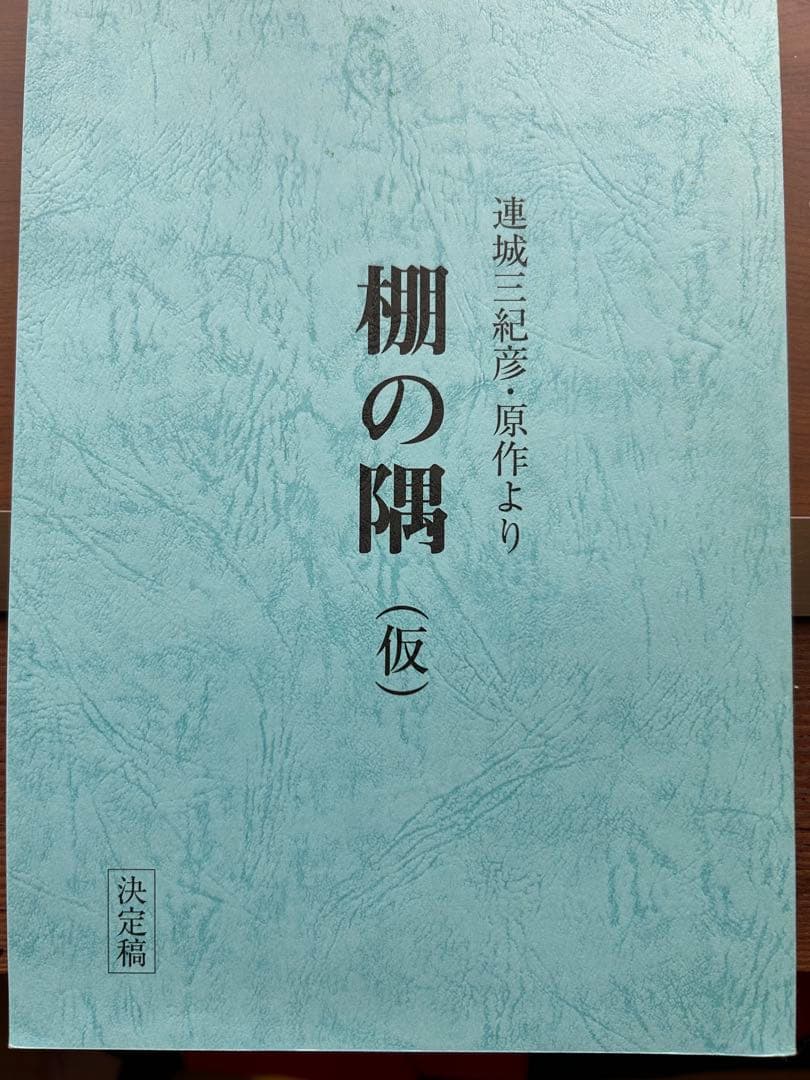 連城三紀彦・原作より
棚の隅
(仮)
決定稿